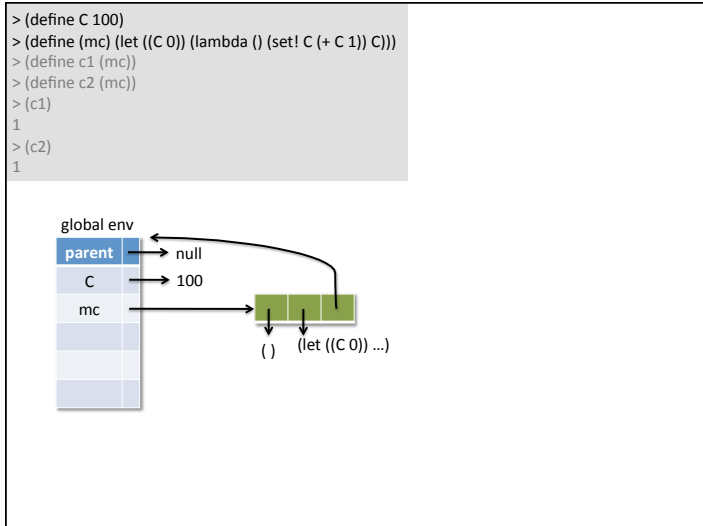 > (define C 100)
> (define (mc) (let ((C 0)) (lambda () (set! C (+ C 1)) C)))
> (define c1 (mc))
> (define c2 (mc))
> (c1)
1
> (c2)
1
global env
parent
null
C
100
mc
( )
(let ((C 0)) ...)